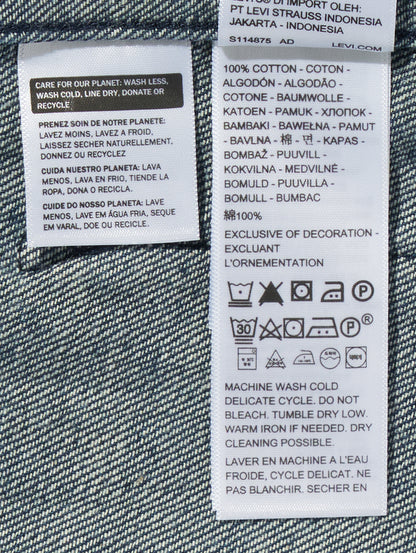 CARE FOR OUR PLANET: WASH LESS,
WASH COLD, LINE DRY, DONATE OR
RECYCLE
PRENEZ SOIN DE NOTRE PLANETE:
LAVEZ MOINS, LAVEZ A FROID,
LAISSEZ SECHER NATURELLEMENT,
DONNEZ OU RECYCLEZ
CUIDA NUESTRO PLANETA: LAVA
MENOS, LAVA EN FRIO, TIENDE LA
ROPA, DONA O RECICLA.
CUIDE DO NOSSO PLANETA: LAVE
MENOS, LAVE EM ÁGUA FRIA, SEQUE
EM VARAL, DOE OU RECICLE.
DI IMPOR OLEH:
PT LEVI STRAUSS INDONESIA
JAKARTA - INDONESIA
S114875 AD LEVI.COM
100% COTTON - COTON -
ALGODÓN - ALGODÃO -
COTONE - BAUMWOLLE -
KATOEN - PAMUK - ХЛОПОК -
BAMBAKI - BAWEŁNA - PAMUT
- BAVLNA - 棉 - 면 - KAPAS -
BOMBAŽ - PUUVILL -
KOKVILNA - MEDVILNĖ -
BOMULD - PUUVILLA -
BOMULL - BUMBAC
綿100%
EXCLUSIVE OF DECORATION -
EXCLUANT
L'ORNEMENTATION
P
30 P ®
MACHINE WASH COLD
DELICATE CYCLE. DO NOT
BLEACH. TUMBLE DRY LOW.
WARM IRON IF NEEDED. DRY
CLEANING POSSIBLE.
LAVER EN MACHINE A L'EAU
FROIDE, CYCLE DELICAT. NE
PAS BLANCHIR. SECHER EN